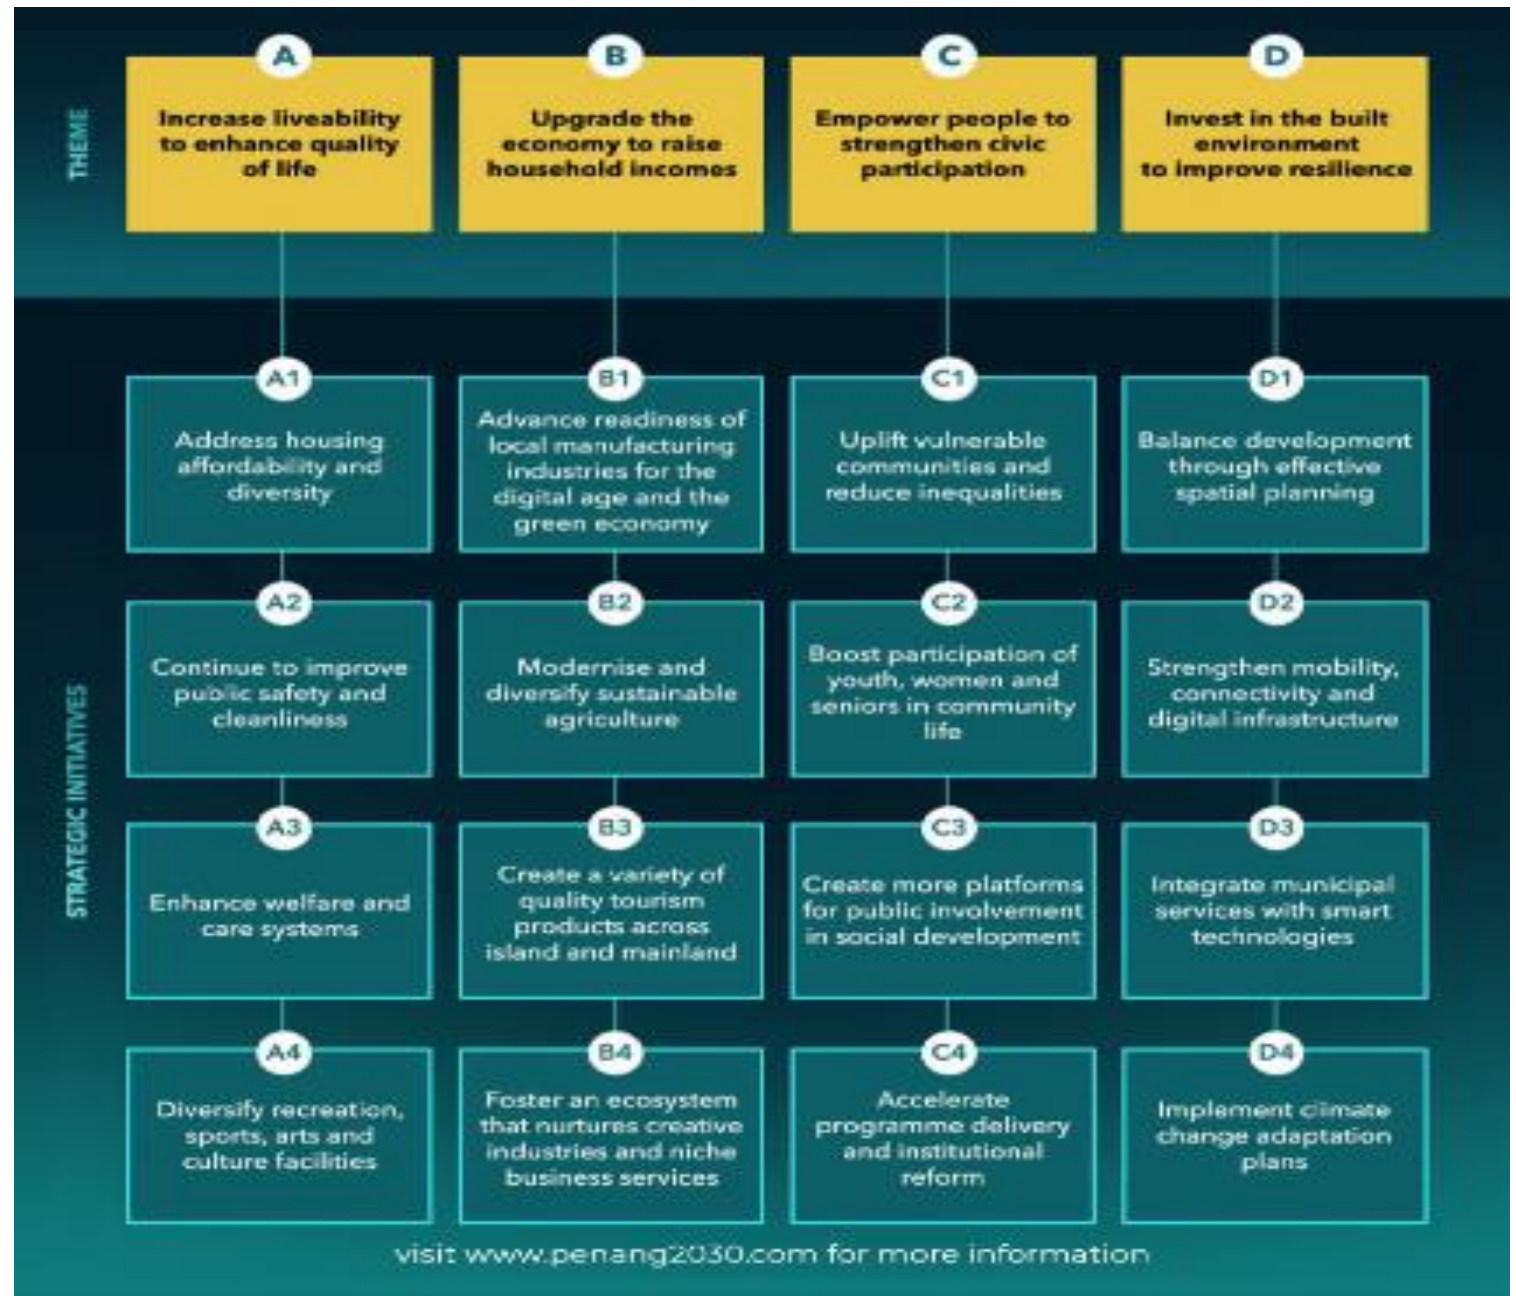 THEME
A
Increase liveability
to enhance quality
of life
B
Upgrade the
economy to raise
household incomes
C
Empower people to
strengthen civic
participation
D
Invest in the built
environment
to improve resilience
STRATEGIC INITIATIVES
A1
Address housing
affordability and
diversity
B1
Advance readiness of
local manufacturing
industries for the
digital age and the
green economy
C1
Uplift vulnerable
communities and
reduce inequalities
D1
Balance development
through effective
spatial planning
A2
Continue to improve
public safety and
cleanliness
B2
Modernise and
diversify sustainable
agriculture
C2
Boost participation of
youth, women and
seniors in community
life
D2
Strengthen mobility,
connectivity and
digital infrastructure
A3
Enhance welfare and
care systems
B3
Create a variety of
quality tourism
products across
island and mainland
C3
Create more platforms
for public involvement
in social development
D3
Integrate municipal
services with smart
technologies
A4
Diversify recreation,
sports, arts and
culture facilities
B4
Foster an ecosystem
that nurtures creative
industries and niche
business services
C4
Accelerate
programme delivery
and institutional
reform
D4
Implement climate
change adaptation
plans
visit www.penang2030.com for more information